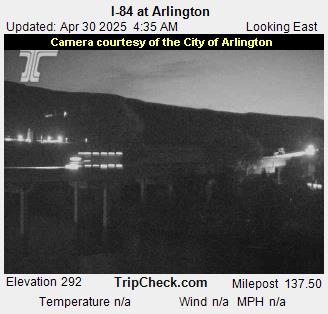 I-84 at Arlington
Updated: Apr 30 2025 4:35 AM Looking East
Camera courtesy of the City of Arlington
Elevation 292 TripCheck.com Milepost 137.50
Temperature n/a Wind n/a MPH n/a